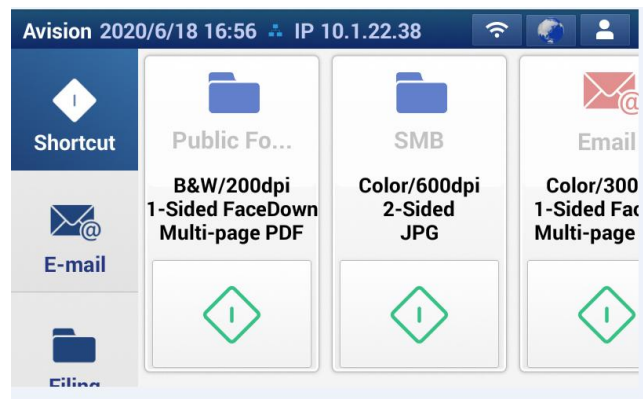 Avision 2020/6/18 16:56 IP 10.1.22.38
Shortcut
E-mail
Filing
Public Fo...
B&W/200dpi
1-Sided FaceDown
Multi-page PDF
SMB
Color/600dpi
2-Sided
JPG
Email
Color/300
1-Sided Fac
Multi-page